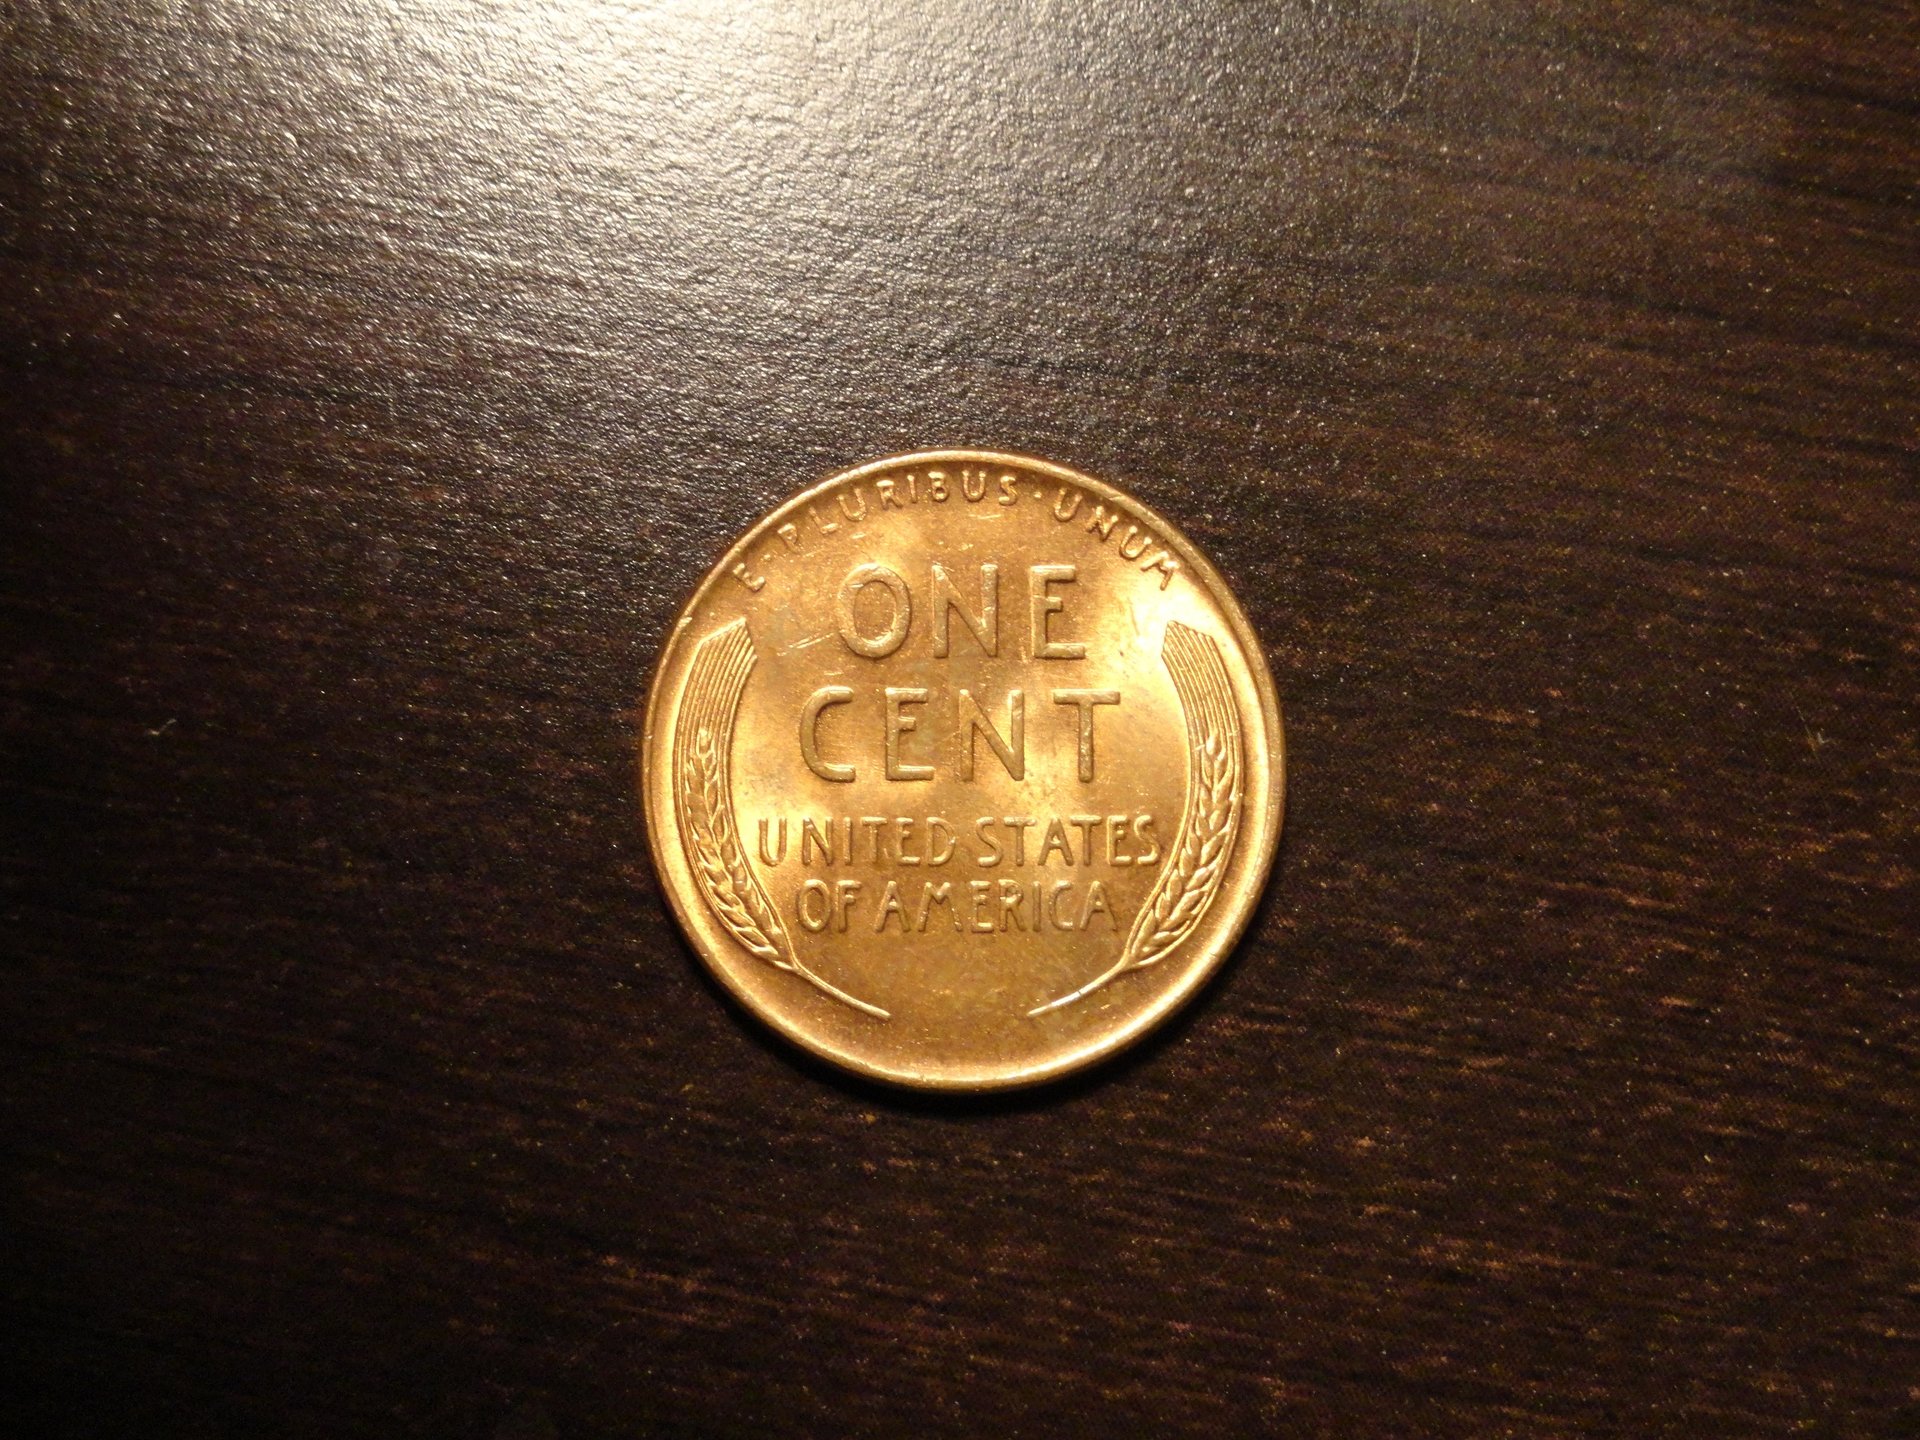 E·PLURIBUS·UNUM
ONE
CENT
UNITED STATES
OF AMERICA